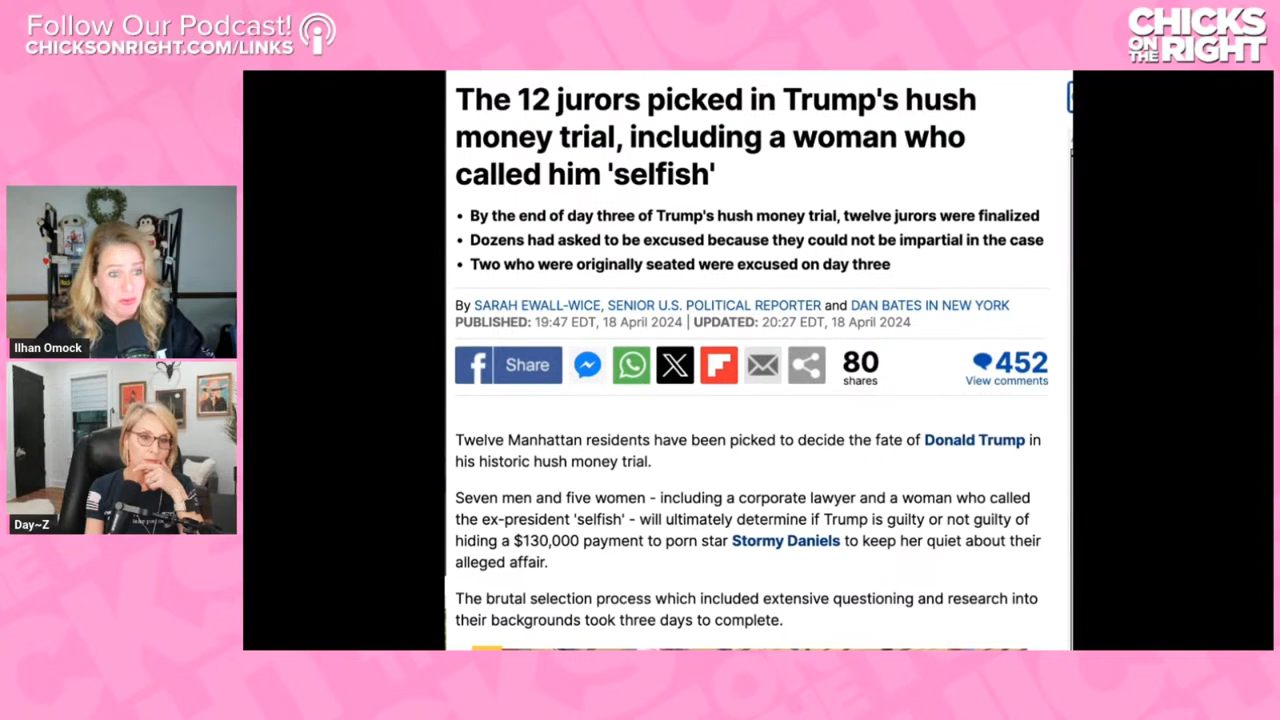 Follow Our Podcast!
CHICKSONRIGHT.COM/LINKS
CHICKS
ON THE RIGHT
The 12 jurors picked in Trump's hush
money trial, including a woman who
called him 'selfish'
• By the end of day three of Trump's hush money trial, twelve jurors were finalized
• Dozens had asked to be excused because they could not be impartial in the case
• Two who were originally seated were excused on day three
By SARAH EWALL-WICE, SENIOR U.S. POLITICAL REPORTER and DAN BATES IN NEW YORK
PUBLISHED: 19:47 EDT, 18 April 2024 | UPDATED: 20:27 EDT, 18 April 2024
f Share
80
shares
452
View comments
Twelve Manhattan residents have been picked to decide the fate of Donald Trump in
his historic hush money trial.
Seven men and five women - including a corporate lawyer and a woman who called
the ex-president 'selfish' - will ultimately determine if Trump is guilty or not guilty of
hiding a $130,000 payment to porn star Stormy Daniels to keep her quiet about their
alleged affair.
The brutal selection process which included extensive questioning and research into
their backgrounds took three days to complete.
Ilhan Omock
Day~Z